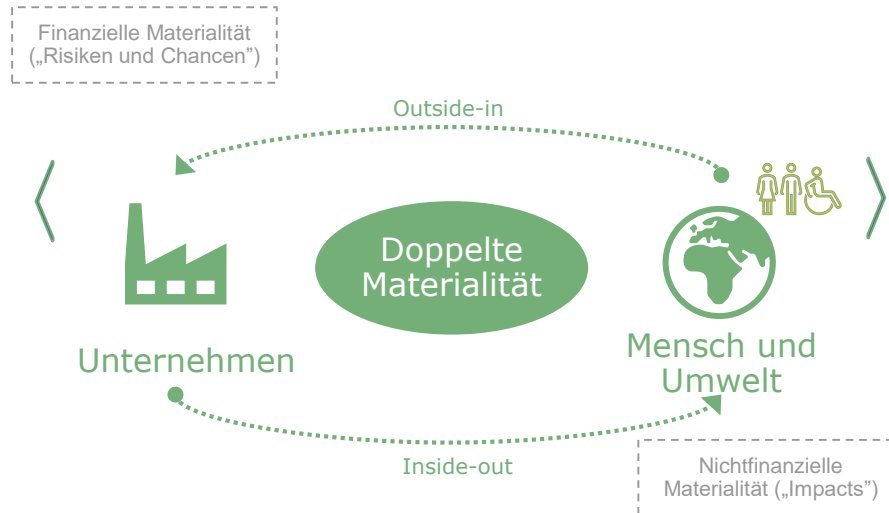 Finanzielle Materialität
(„Risiken und Chancen”)
Outside-in
Doppelte
Materialität
Unternehmen
Mensch und
Umwelt
Inside-out
Nichtfinanzielle
Materialität („Impacts”)